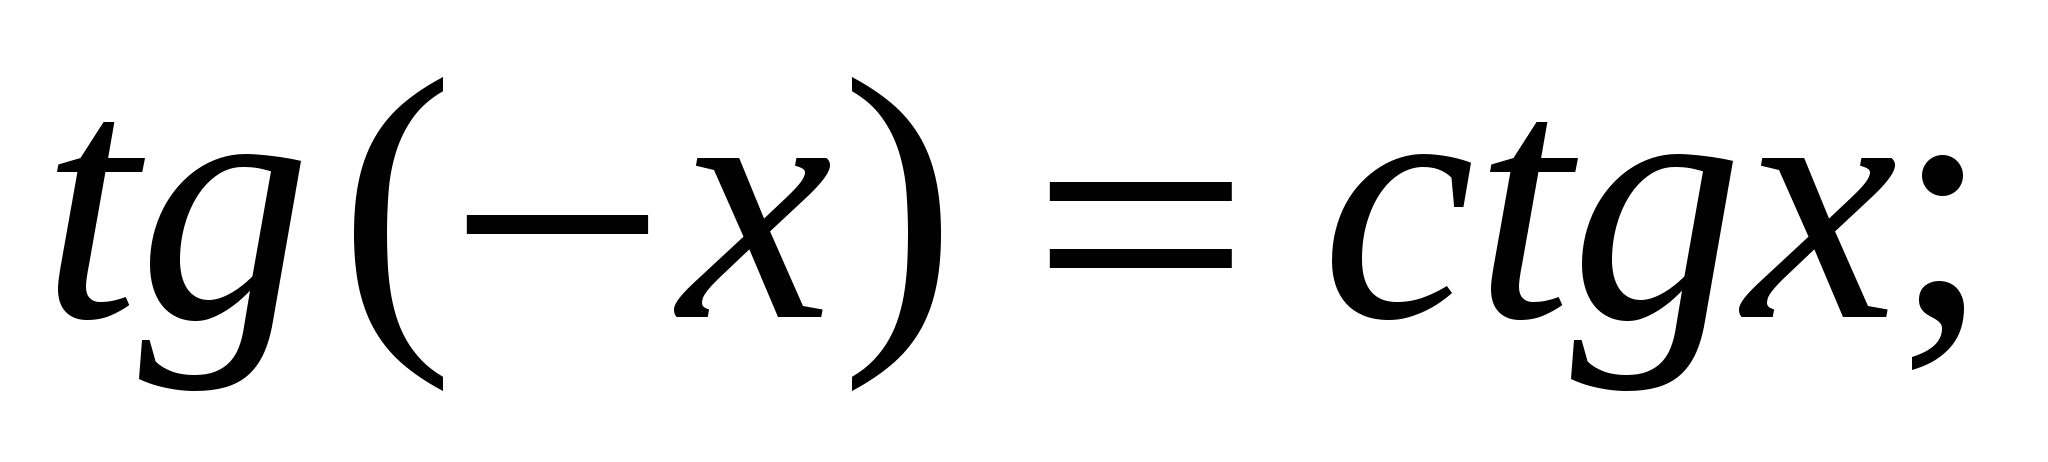 tg(−x) = ctgx;